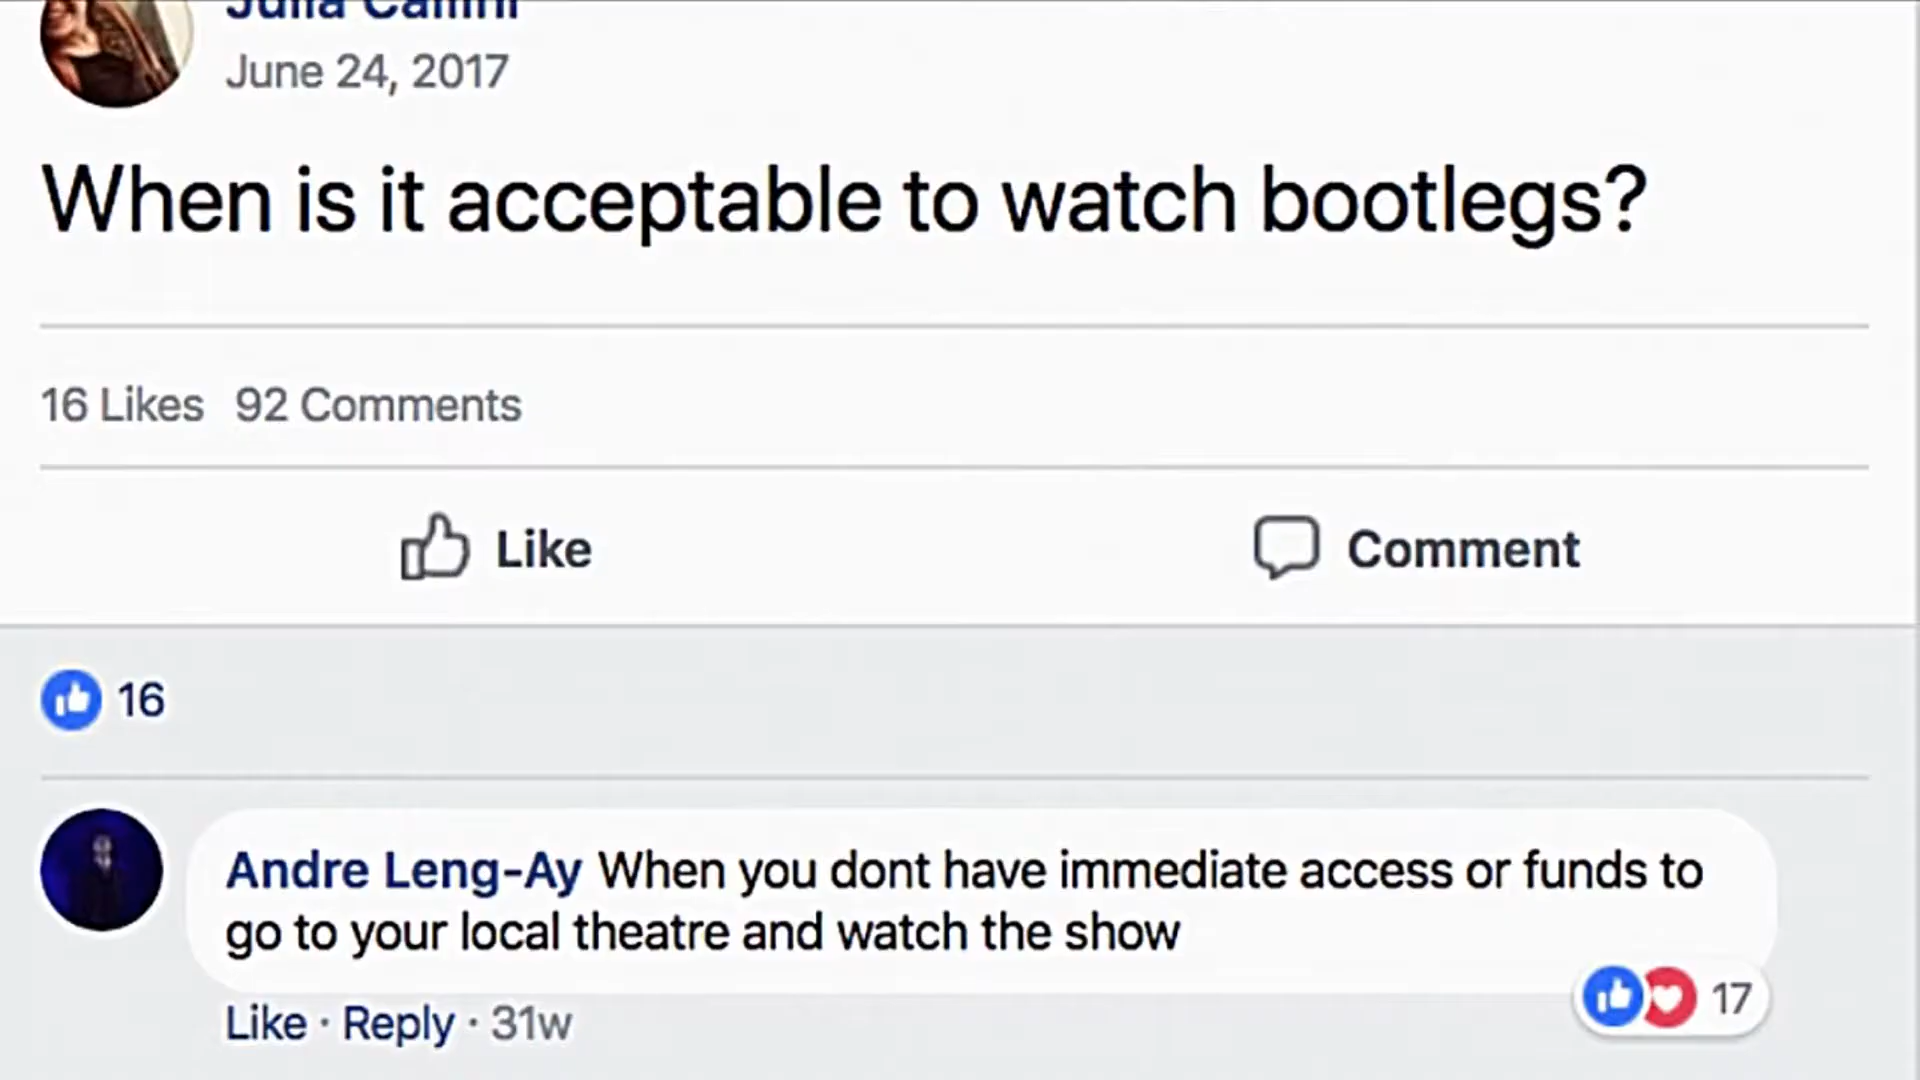 Julia
June 24, 2017
When is it acceptable to watch bootlegs?
16 Likes 92 Comments
Like Comment
16
Andre Leng-Ay When you dont have immediate access or funds to
go to your local theatre and watch the show
17
Like · Reply · 31w